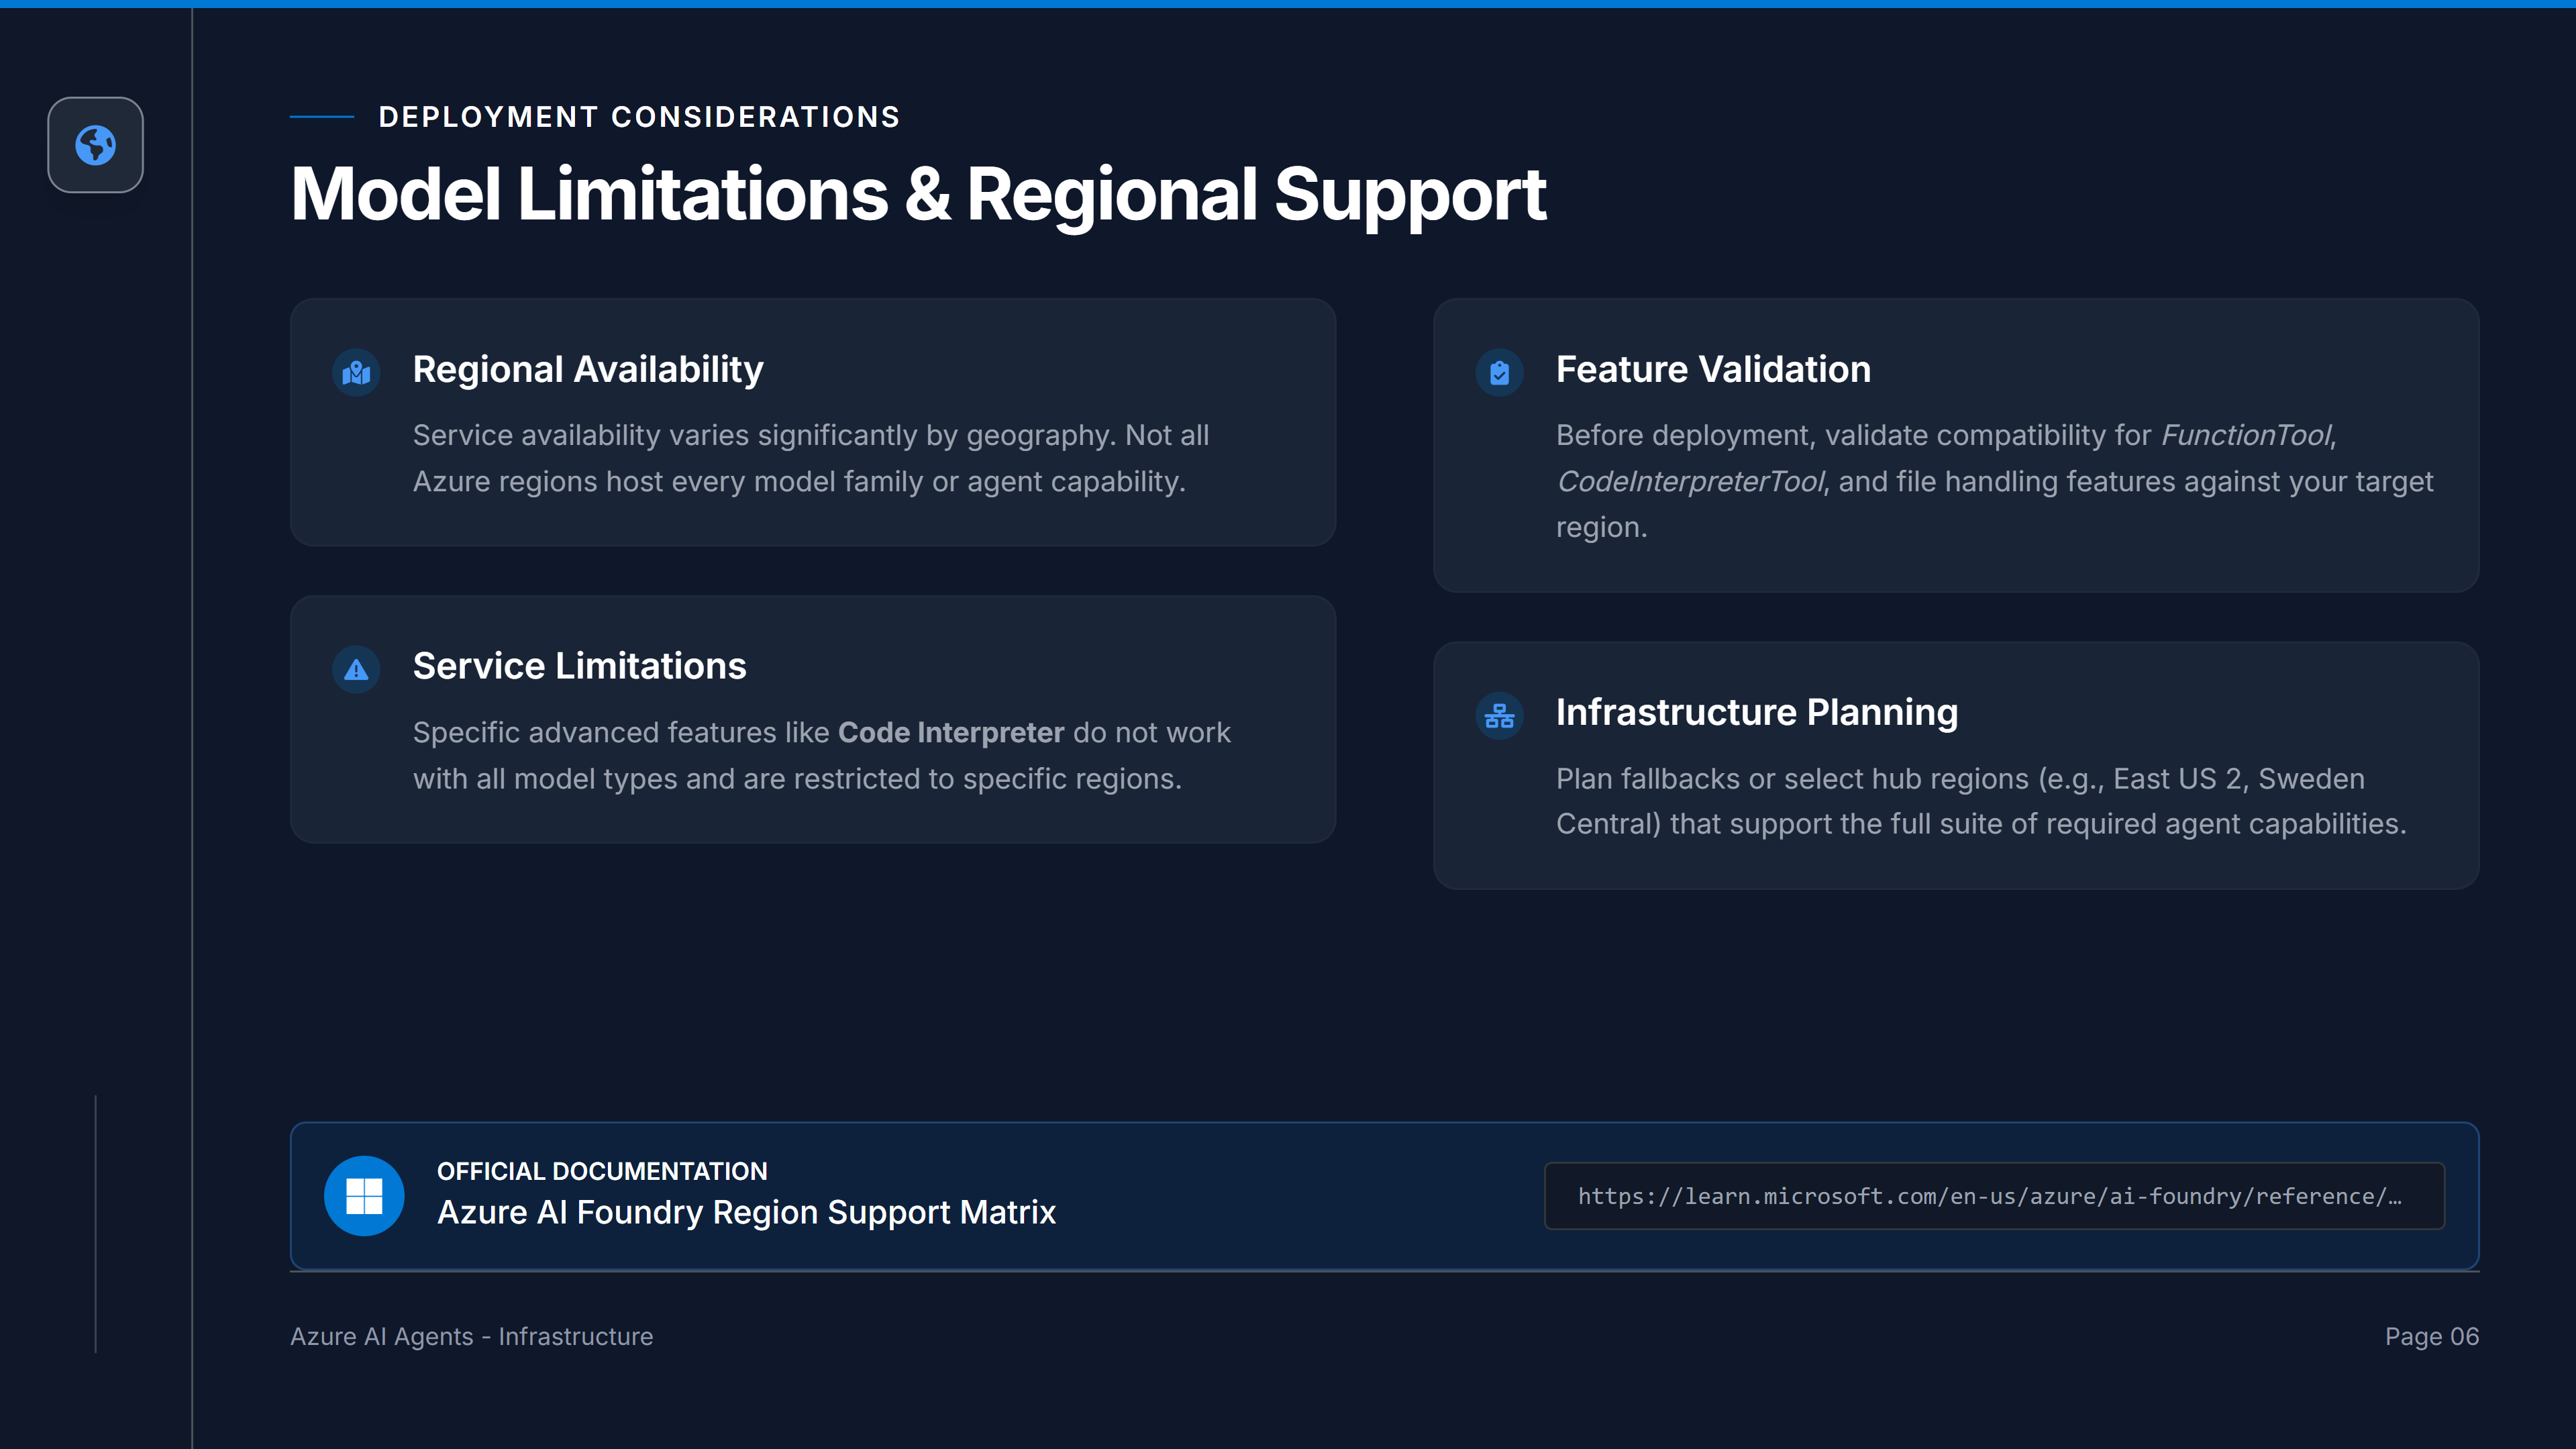 DEPLOYMENT CONSIDERATIONS
Model Limitations & Regional Support
Regional Availability
Service availability varies significantly by geography. Not all
Azure regions host every model family or agent capability.
Service Limitations
Specific advanced features like Code Interpreter do not work
with all model types and are restricted to specific regions.
Feature Validation
Before deployment, validate compatibility for FunctionTool,
CodeInterpreterTool, and file handling features against your target
region.
Infrastructure Planning
Plan fallbacks or select hub regions (e.g., East US 2, Sweden
Central) that support the full suite of required agent capabilities.
OFFICIAL DOCUMENTATION
Azure AI Foundry Region Support Matrix
https://learn.microsoft.com/en-us/azure/ai-foundry/reference/…
Azure AI Agents - Infrastructure
Page 06